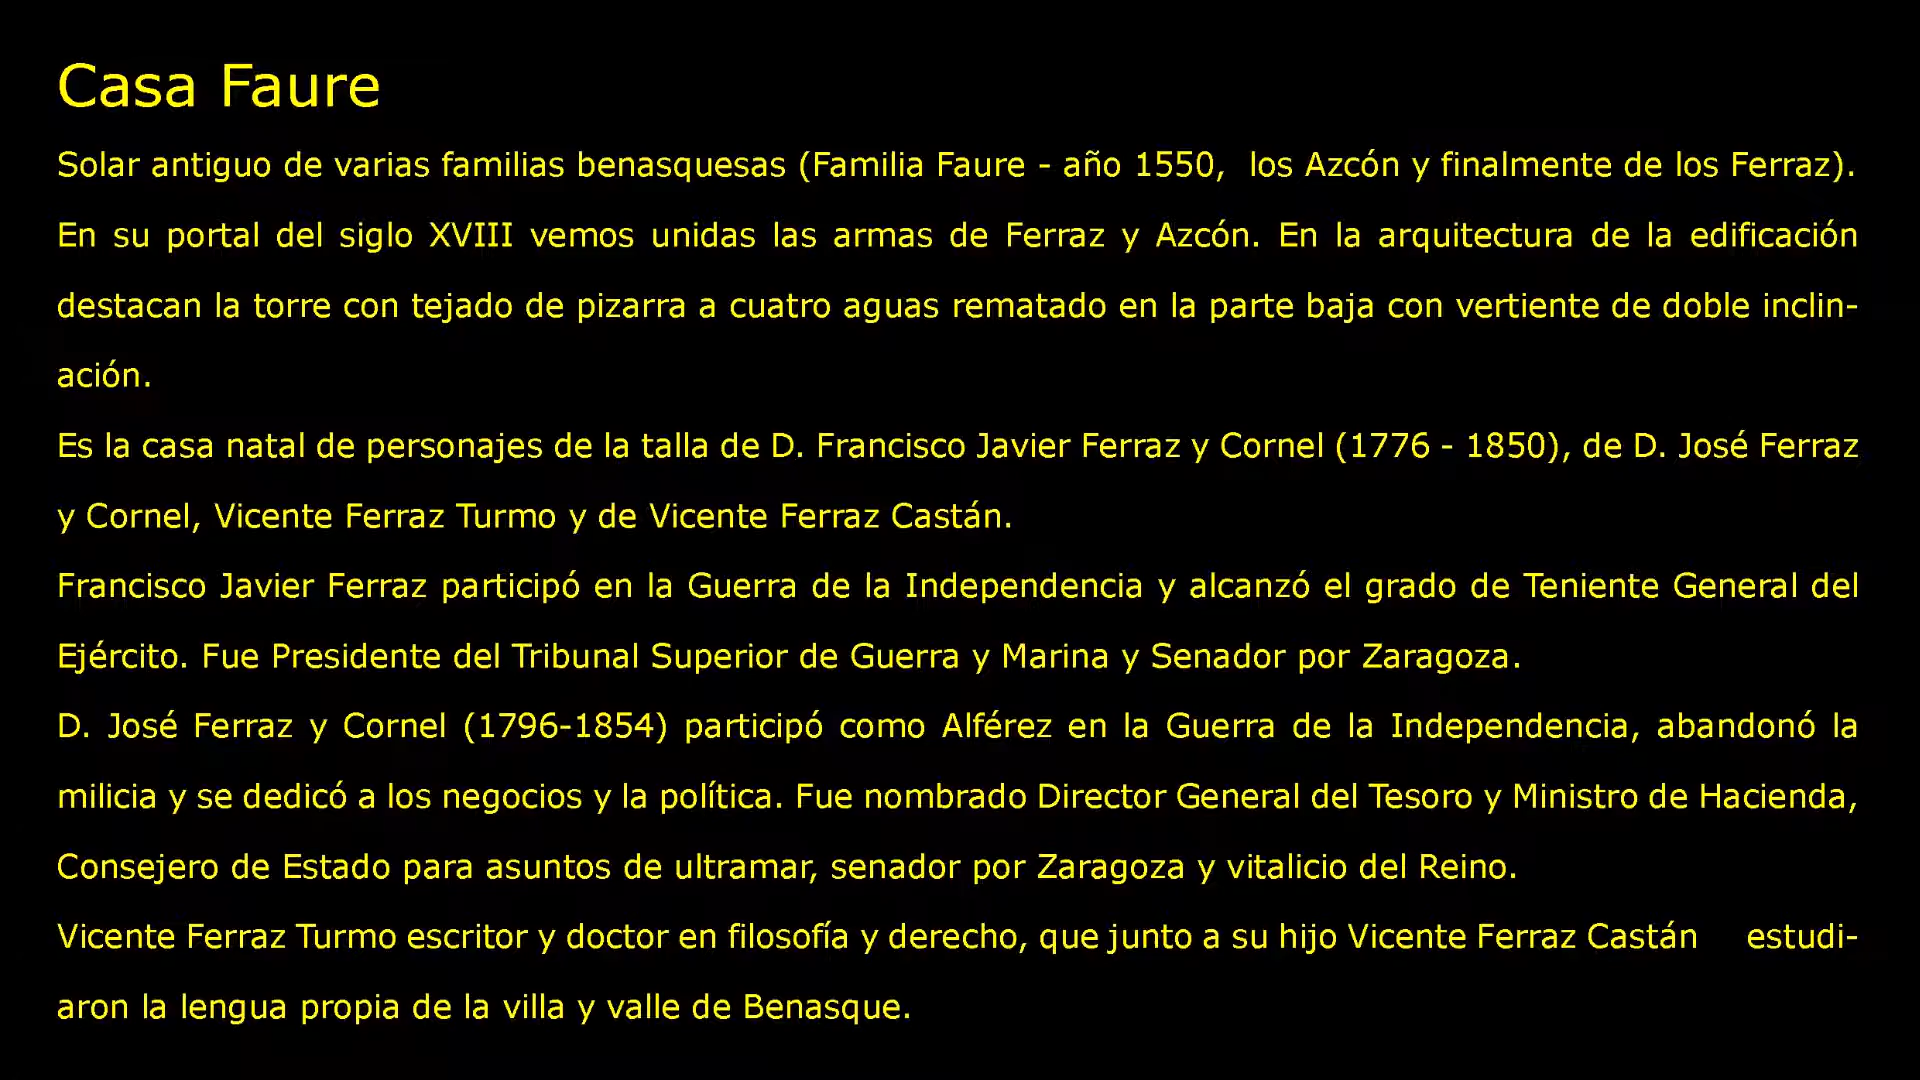 Casa Faure
Solar antiguo de varias familias benasquesas (Familia Faure - año 1550,  los Azcón y finalmente de los Ferraz).
En su portal del siglo XVIII vemos unidas las armas de Ferraz y Azcón. En la arquitectura de la edificación
destacan la torre con tejado de pizarra a cuatro aguas rematado en la parte baja con vertiente de doble inclin-
ación.
Es la casa natal de personajes de la talla de D. Francisco Javier Ferraz y Cornel (1776 - 1850), de D. José Ferraz
y Cornel, Vicente Ferraz Turmo y de Vicente Ferraz Castán.
Francisco Javier Ferraz participó en la Guerra de la Independencia y alcanzó el grado de Teniente General del
Ejército. Fue Presidente del Tribunal Superior de Guerra y Marina y Senador por Zaragoza.
D. José Ferraz y Cornel (1796-1854) participó como Alférez en la Guerra de la Independencia, abandonó la
milicia y se dedicó a los negocios y la política. Fue nombrado Director General del Tesoro y Ministro de Hacienda,
Consejero de Estado para asuntos de ultramar, senador por Zaragoza y vitalicio del Reino.
Vicente Ferraz Turmo escritor y doctor en filosofía y derecho, que junto a su hijo Vicente Ferraz Castán    estudi-
aron la lengua propia de la villa y valle de Benasque.